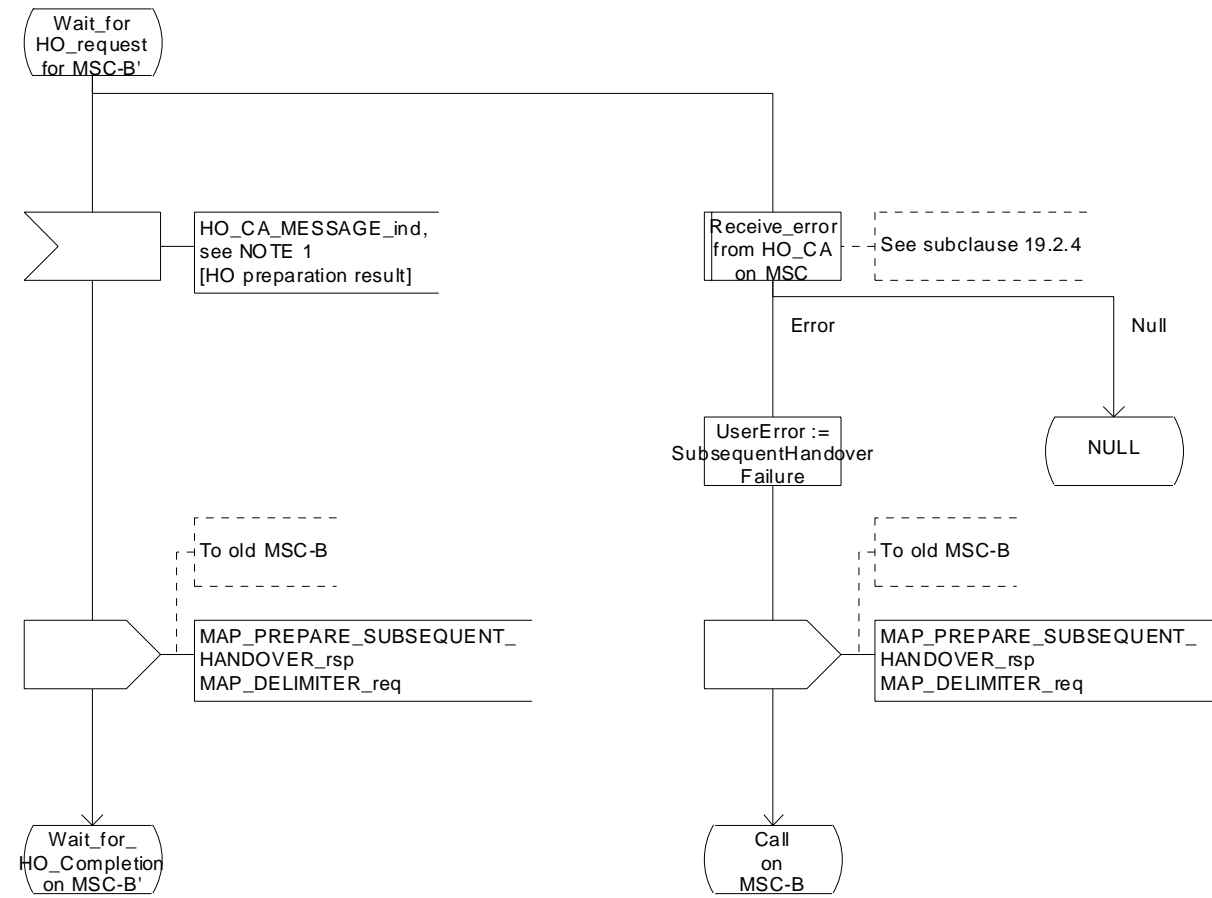 Wait_for
HO_request
for MSC-B'
HO_CA_MESSAGE_ind,
see NOTE 1
[HO preparation result]
Receive_error
from HO_CA
on MSC
See subclause 19.2.4
Error
Null
UserError :=
SubsequentHandover
Failure
NULL
To old MSC-B
To old MSC-B
MAP_PREPARE_SUBSEQUENT_
HANDOVER_rsp
MAP_DELIMITER_req
MAP_PREPARE_SUBSEQUENT_
HANDOVER_rsp
MAP_DELIMITER_req
Wait_for_
HO_Completion
on MSC-B'
Call
on
MSC-B